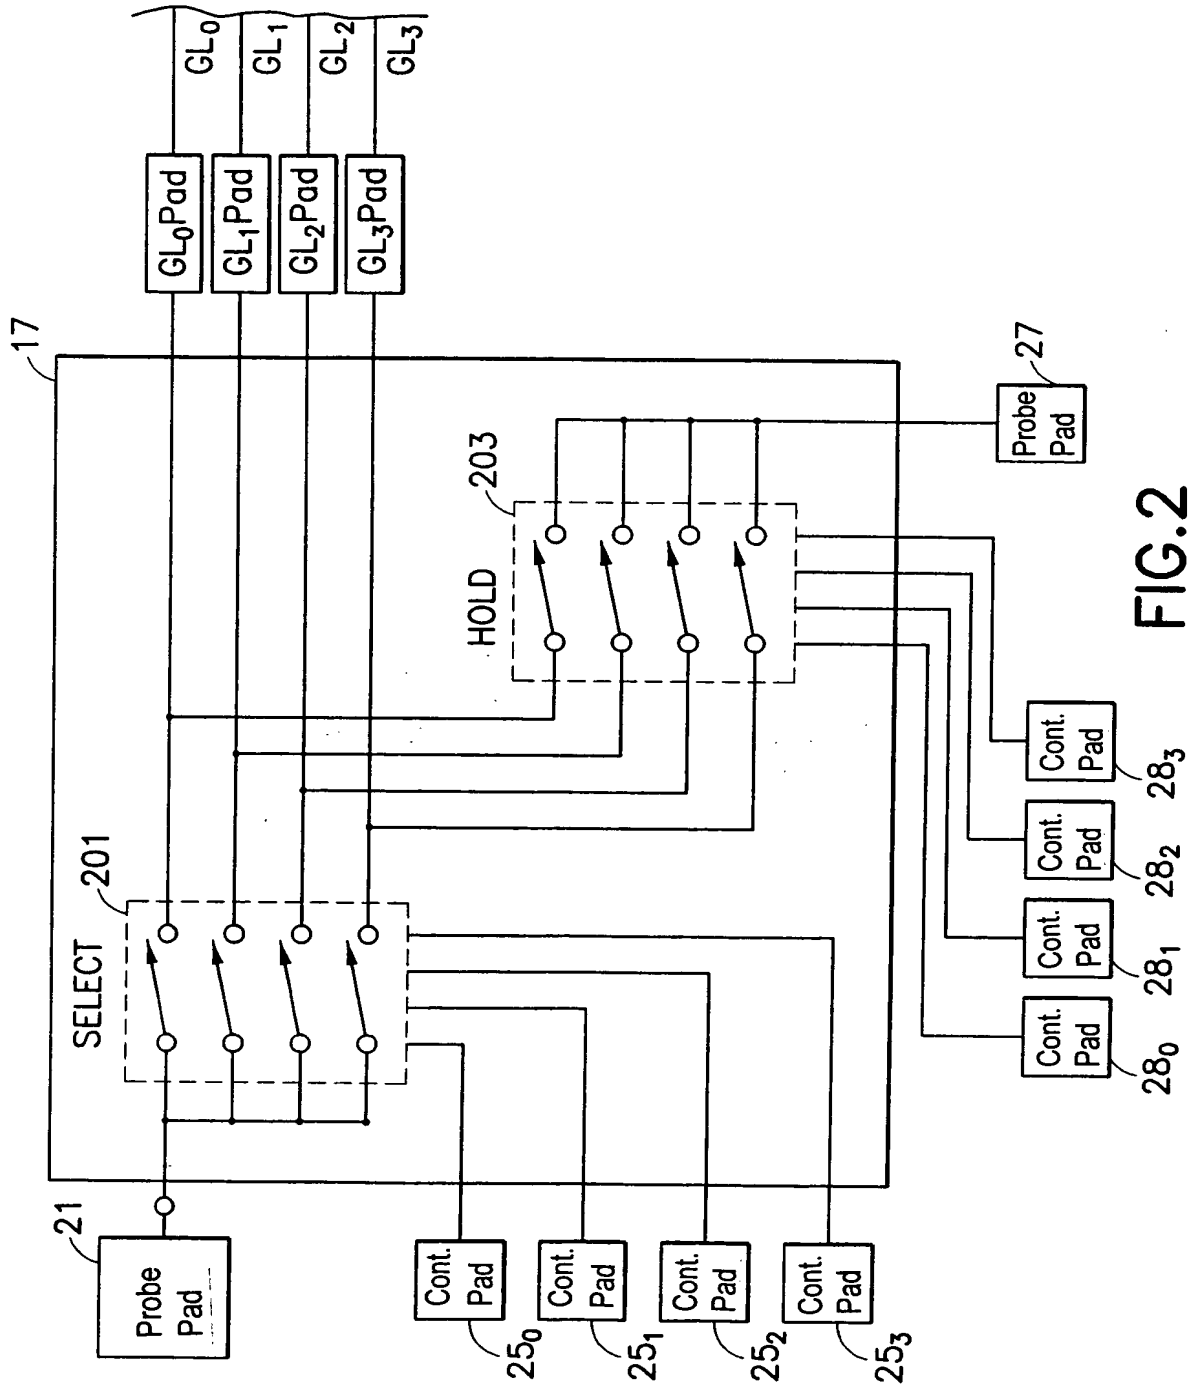 17
GL₀Pad
GL₀
GL₁Pad
GL₁
GL₂Pad
GL₂
GL₃Pad
GL₃
SELECT
201
HOLD
203
21
Probe
Pad
Cont.
Pad
25₀
Cont.
Pad
25₁
Cont.
Pad
25₂
Cont.
Pad
25₃
Cont.
Pad
28₀
Cont.
Pad
28₁
Cont.
Pad
28₂
Cont.
Pad
28₃
Probe
Pad
27
FIG.2